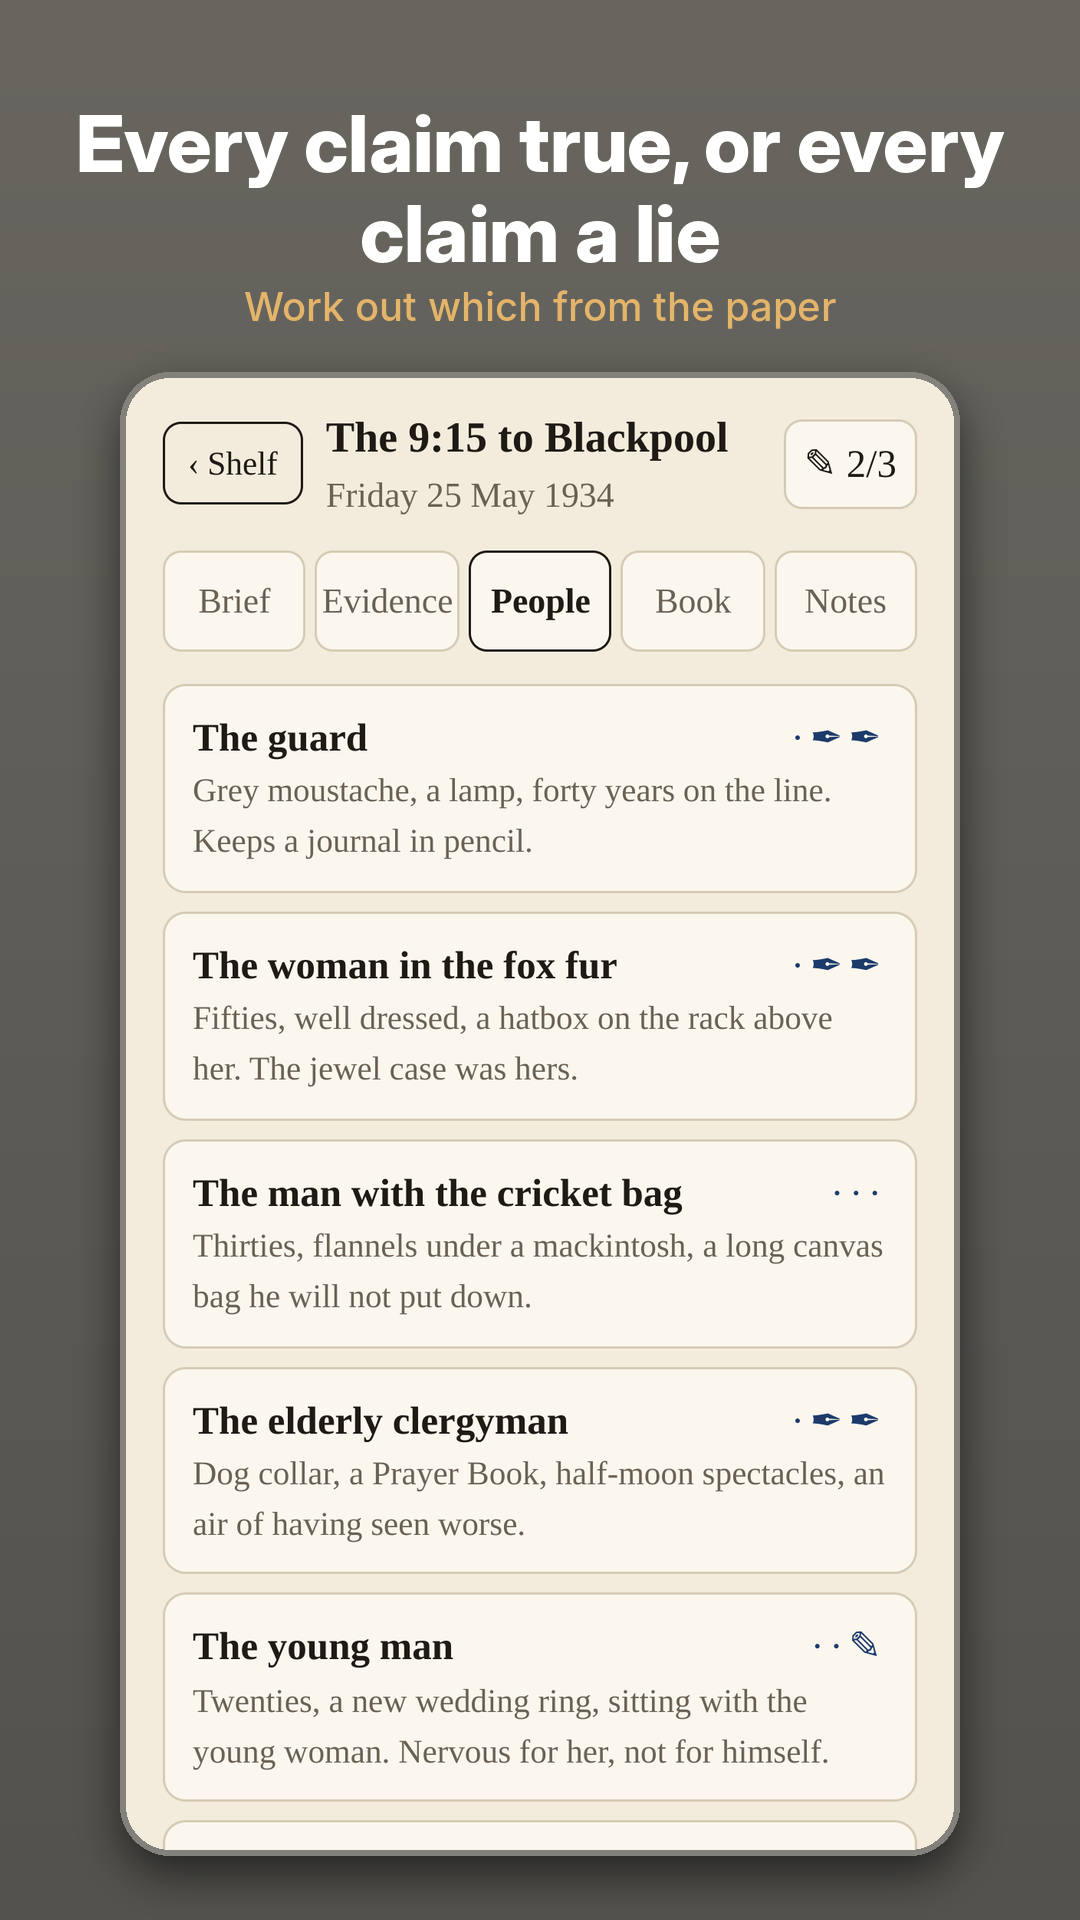 Every claim true, or every
claim a lie
Work out which from the paper
‹ Shelf
The 9:15 to Blackpool
Friday 25 May 1934
✎ 2/3
Brief
Evidence
People
Book
Notes
The guard
· ✒ ✒
Grey moustache, a lamp, forty years on the line.
Keeps a journal in pencil.
The woman in the fox fur
· ✒ ✒
Fifties, well dressed, a hatbox on the rack above
her. The jewel case was hers.
The man with the cricket bag
· · ·
Thirties, flannels under a mackintosh, a long canvas
bag he will not put down.
The elderly clergyman
· ✒ ✒
Dog collar, a Prayer Book, half-moon spectacles, an
air of having seen worse.
The young man
· · ✎
Twenties, a new wedding ring, sitting with the
young woman. Nervous for her, not for himself.